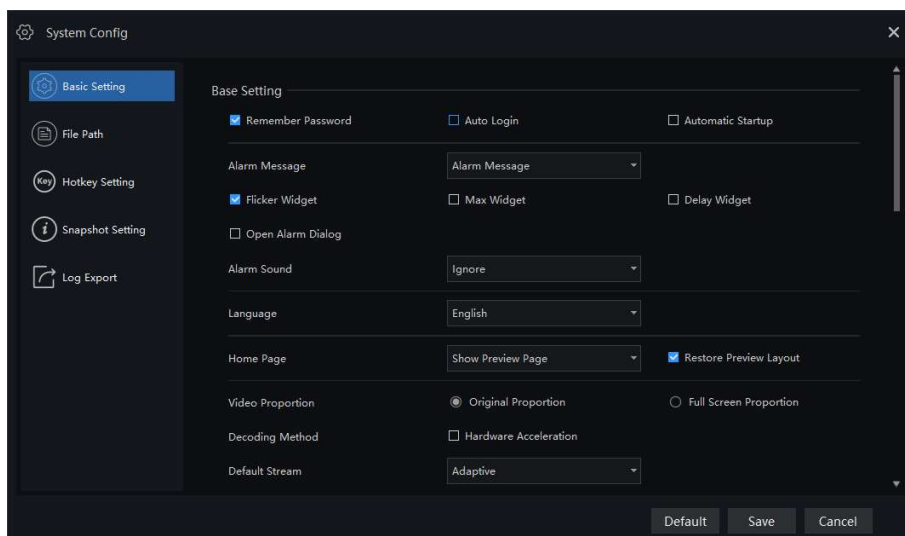 System Config
Basic Setting
File Path
Key Hotkey Setting
i Snapshot Setting
Log Export
Base Setting
Remember Password Auto Login Automatic Startup
Alarm Message Alarm Message
Flicker Widget Max Widget Delay Widget
Open Alarm Dialog
Alarm Sound Ignore
Language English
Home Page Show Preview Page Restore Preview Layout
Video Proportion Original Proportion Full Screen Proportion
Decoding Method Hardware Acceleration
Default Stream Adaptive
Default Save Cancel